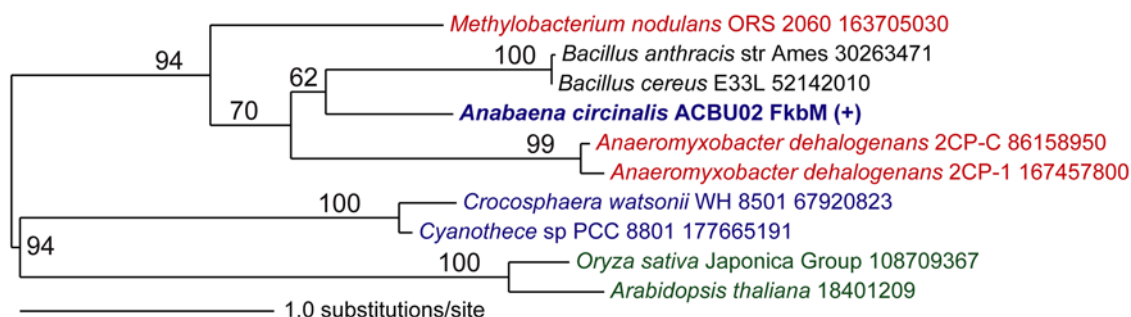 Methylobacterium nodulans ORS 2060 163705030
94
100
Bacillus anthracis str Ames 30263471
62
Bacillus cereus E33L 52142010
70
Anabaena circinalis ACBU02 FkbM (+)
99
Anaeromyxobacter dehalogenans 2CP-C 86158950
Anaeromyxobacter dehalogenans 2CP-1 167457800
100
Crocosphaera watsonii WH 8501 67920823
Cyanothece sp PCC 8801 177665191
94
100
Oryza sativa Japonica Group 108709367
Arabidopsis thaliana 18401209
1.0 substitutions/site